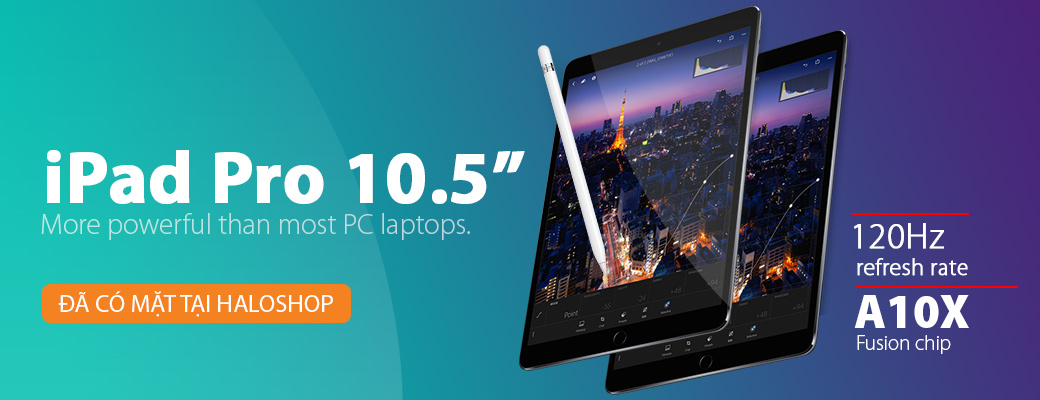 iPad Pro 10.5”
More powerful than most PC laptops.
ĐÃ CÓ MẶT TẠI HALOSHOP
120Hz
refresh rate
A10X
Fusion chip
Point